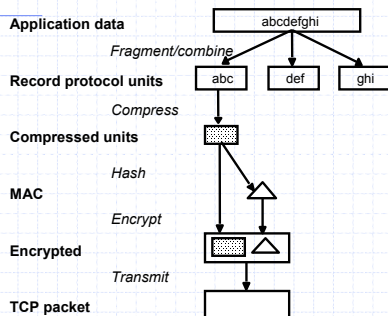 Application data
abcdefghi
Fragment/combine
Record protocol units
abc
def
ghi
Compress
Compressed units
Hash
MAC
Encrypt
Encrypted
Transmit
TCP packet